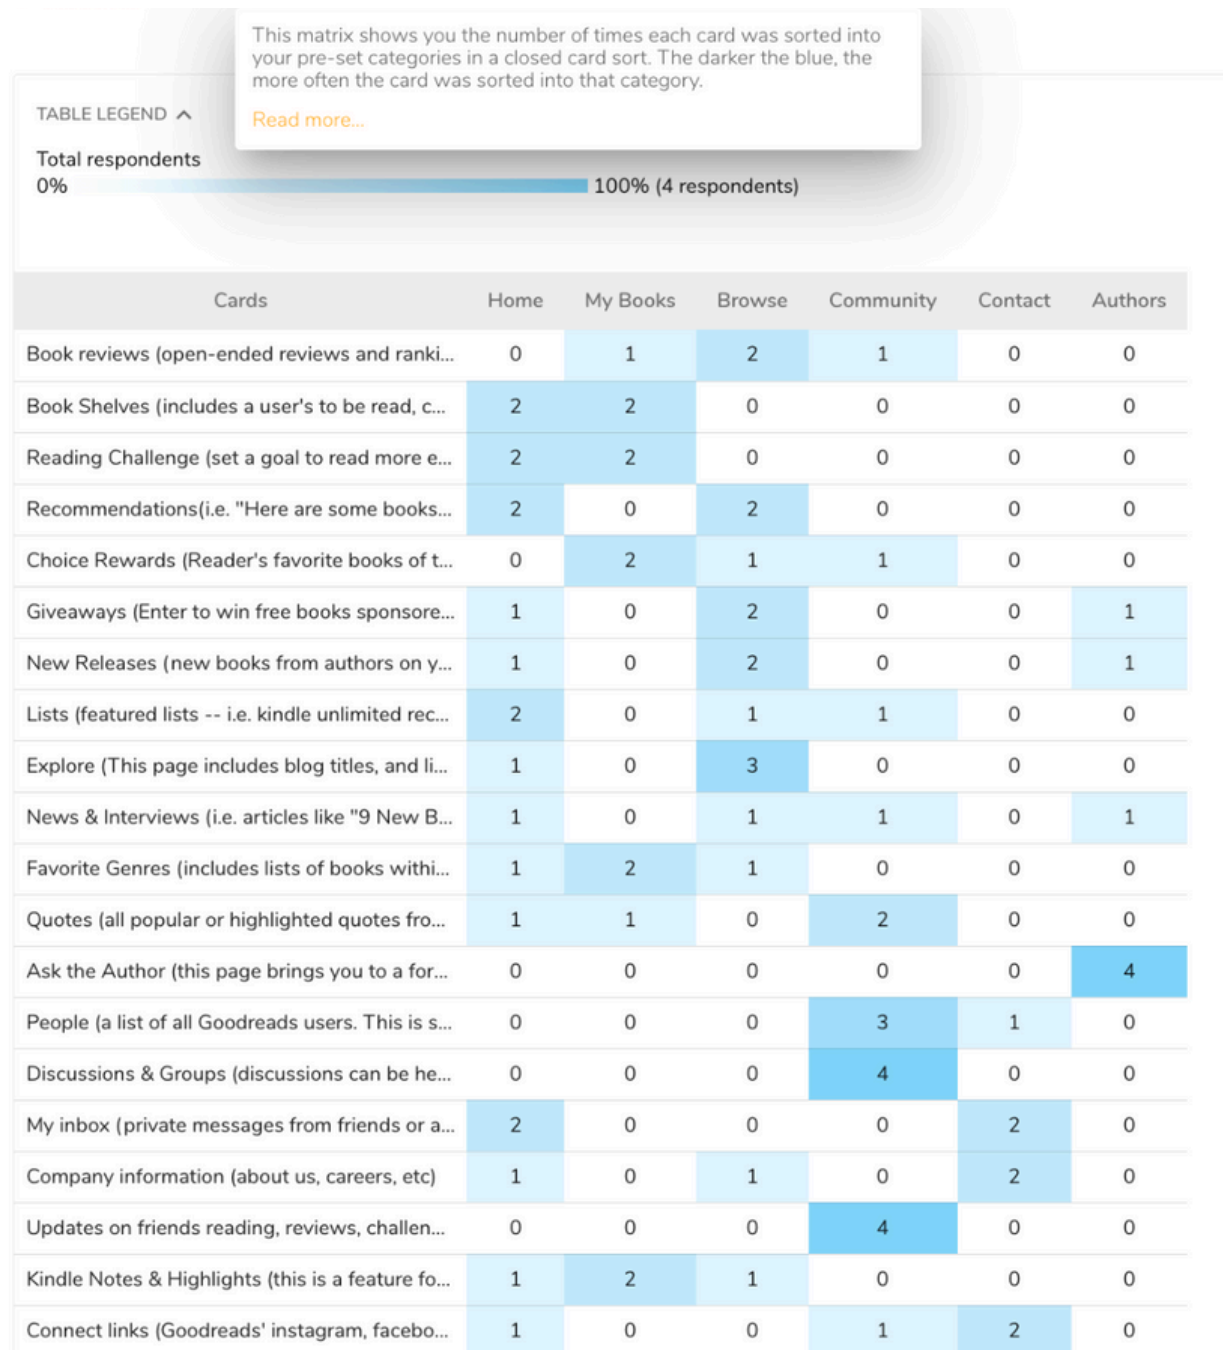 This matrix shows you the number of times each card was sorted into
your pre-set categories in a closed card sort. The darker the blue, the
more often the card was sorted into that category.
Read more...
TABLE LEGEND
Total respondents
0% 100% (4 respondents)
Cards Home My Books Browse Community Contact Authors
Book reviews (open-ended reviews and ranki... 0 1 2 1 0 0
Book Shelves (includes a user's to be read, c... 2 2 0 0 0 0
Reading Challenge (set a goal to read more e... 2 2 0 0 0 0
Recommendations(i.e. "Here are some books... 2 0 2 0 0 0
Choice Rewards (Reader's favorite books of t... 0 2 1 1 0 0
Giveaways (Enter to win free books sponsore... 1 0 2 0 0 1
New Releases (new books from authors on y... 1 0 2 0 0 1
Lists (featured lists -- i.e. kindle unlimited rec... 2 0 1 1 0 0
Explore (This page includes blog titles, and li... 1 0 3 0 0 0
News & Interviews (i.e. articles like "9 New B... 1 0 1 1 0 1
Favorite Genres (includes lists of books withi... 1 2 1 0 0 0
Quotes (all popular or highlighted quotes fro... 1 1 0 2 0 0
Ask the Author (this page brings you to a for... 0 0 0 0 0 4
People (a list of all Goodreads users. This is s... 0 0 0 3 1 0
Discussions & Groups (discussions can be he... 0 0 0 4 0 0
My inbox (private messages from friends or a... 2 0 0 0 2 0
Company information (about us, careers, etc) 1 0 1 0 2 0
Updates on friends reading, reviews, challen... 0 0 0 4 0 0
Kindle Notes & Highlights (this is a feature fo... 1 2 1 0 0 0
Connect links (Goodreads' instagram, facebo... 1 0 0 1 2 0